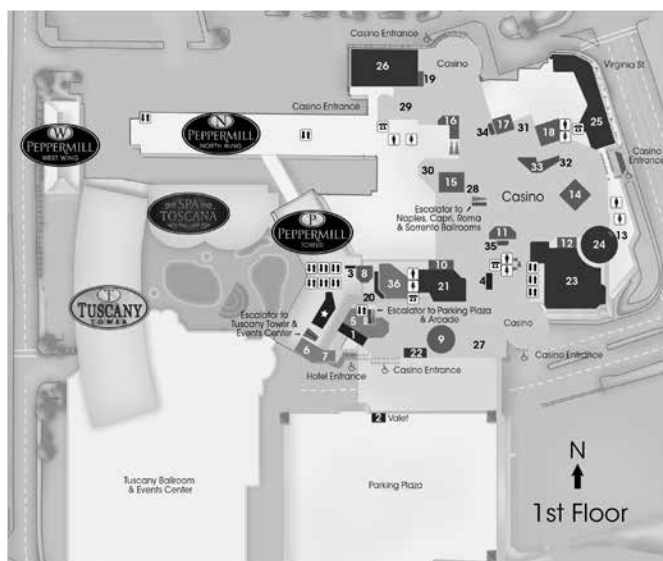 Casino Entrance
Casino
26
19
Virginia St
Casino Entrance
29
16
17
31
34
18
25
W
PEPPERMILL
WEST WING
N
PEPPERMILL
NORTH WING
33
32
Casino
Entrance
30
15
28
Casino
14
SPA
TOSCANA
Escalator to
Naples, Capri, Roma
& Sorrento Ballrooms
P
PEPPERMILL
TOWER
11
35
12
24
13
3
8
36
10
21
4
23
T
TUSCANY
TOWER
20
Escalator to Parking Plaza
& Arcade
Escalator to
Tuscany Tower &
Events Center
5
1
9
27
Casino
6
7
22
Hotel Entrance
Casino Entrance
Casino Entrance
2
Valet
Tuscany Ballroom
& Events Center
Parking Plaza
N
1st Floor